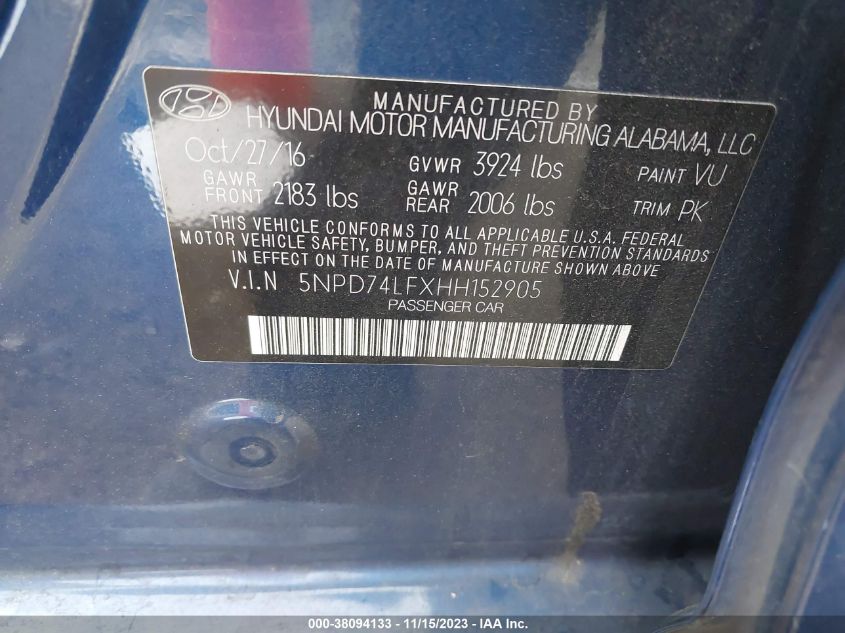 MANUFACTURED BY
HYUNDAI MOTOR MANUFACTURING ALABAMA, LLC
Oct/27/16 GVWR 3924 lbs PAINT VU
GAWR FRONT 2183 lbs GAWR REAR 2006 lbs TRIM PK
THIS VEHICLE CONFORMS TO ALL APPLICABLE U.S.A. FEDERAL
MOTOR VEHICLE SAFETY, BUMPER, AND THEFT PREVENTION STANDARDS
IN EFFECT ON THE DATE OF MANUFACTURE SHOWN ABOVE
V.I.N 5NPD74LFXHH152905
PASSENGER CAR
000-38094133 - 11/15/2023 - IAA Inc.